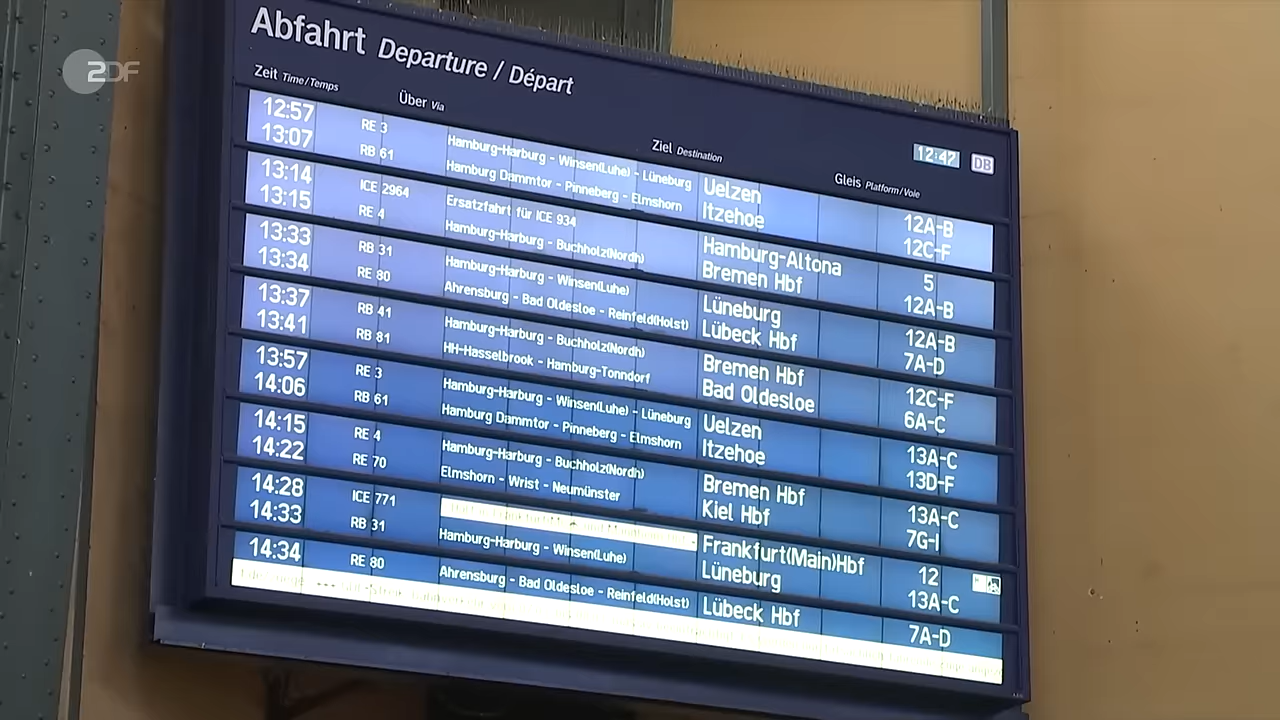 2DF
Abfahrt Departure / Départ
Zeit Time/Temps
Über Via
Ziel Destination
Gleis Platform/Voie
12:47 DB
12:57 RE 3 Hamburg-Harburg - Winsen(Luhe) - Lüneburg Uelzen 12A-B
13:07 RB 61 Hamburg Dammtor - Pinneberg - Elmshorn Itzehoe 12C-F
13:14 ICE 2964 Ersatzfahrt für ICE 934 Hamburg-Altona 5
13:15 RE 4 Hamburg-Harburg - Buchholz(Nordh) Bremen Hbf 12A-B
13:33 RB 31 Hamburg-Harburg - Winsen(Luhe) Lüneburg 12A-B
13:34 RE 80 Ahrensburg - Bad Oldesloe - Reinfeld(Holst) Lübeck Hbf 7A-D
13:37 RB 41 Hamburg-Harburg - Buchholz(Nordh) Bremen Hbf 12C-F
13:41 RB 81 HH-Hasselbrook - Hamburg-Tonndorf Bad Oldesloe 6A-C
13:57 RE 3 Hamburg-Harburg - Winsen(Luhe) - Lüneburg Uelzen 13A-C
14:06 RB 61 Hamburg Dammtor - Pinneberg - Elmshorn Itzehoe 13D-F
14:15 RE 4 Hamburg-Harburg - Buchholz(Nordh) Bremen Hbf 13A-C
14:22 RE 70 Elmshorn - Wrist - Neumünster Kiel Hbf 7G-I
14:28 ICE 771 Frankfurt(Main)Hbf 12
14:33 RB 31 Hamburg-Harburg - Winsen(Luhe) Lüneburg 13A-C
14:34 RE 80 Ahrensburg - Bad Oldesloe - Reinfeld(Holst) Lübeck Hbf 7A-D